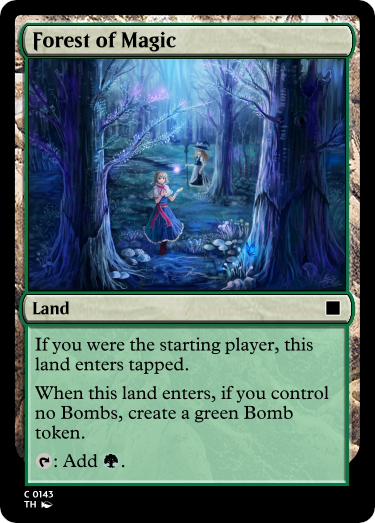 Forest of Magic
Land
If you were the starting player, this
land enters tapped.
When this land enters, if you control
no Bombs, create a green Bomb
token.
: Add .
C 0143
TH